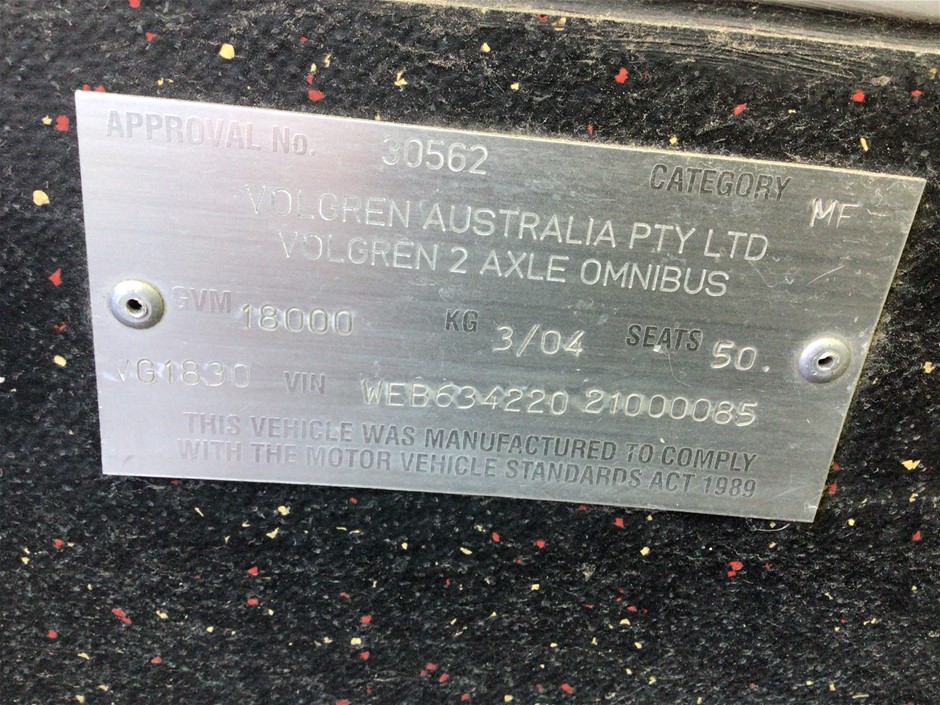 APPROVAL No. 30562 CATEGORY MF
VOLGREN AUSTRALIA PTY LTD
VOLGREN 2 AXLE OMNIBUS
GVM 18000 KG 3/04 SEATS 50.
VG1830 VIN WEB634220 21000085
THIS VEHICLE WAS MANUFACTURED TO COMPLY
WITH THE MOTOR VEHICLE STANDARDS ACT 1989